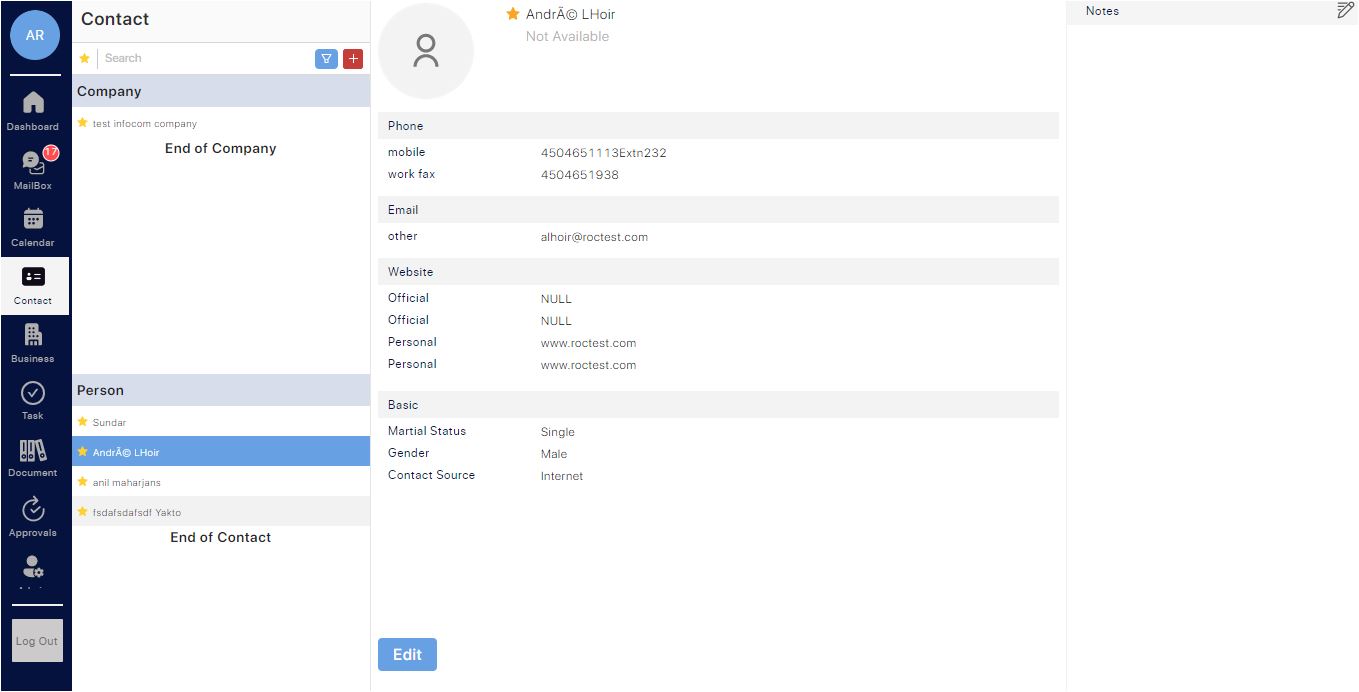 AR
Dashboard
17
MailBox
Calendar
Contact
Business
Task
Document
Approvals
Log Out
Contact
Search
Company
test infocom company
End of Company
Person
Sundar
AndrÃ© LHoir
anil maharjans
fsdafsdafsdf Yakto
End of Contact
AndrÃ© LHoir
Not Available
Phone
mobile 4504651113Extn232
work fax 4504651938
Email
other alhoir@roctest.com
Website
Official NULL
Official NULL
Personal www.roctest.com
Personal www.roctest.com
Basic
Martial Status Single
Gender Male
Contact Source Internet
Edit
Notes